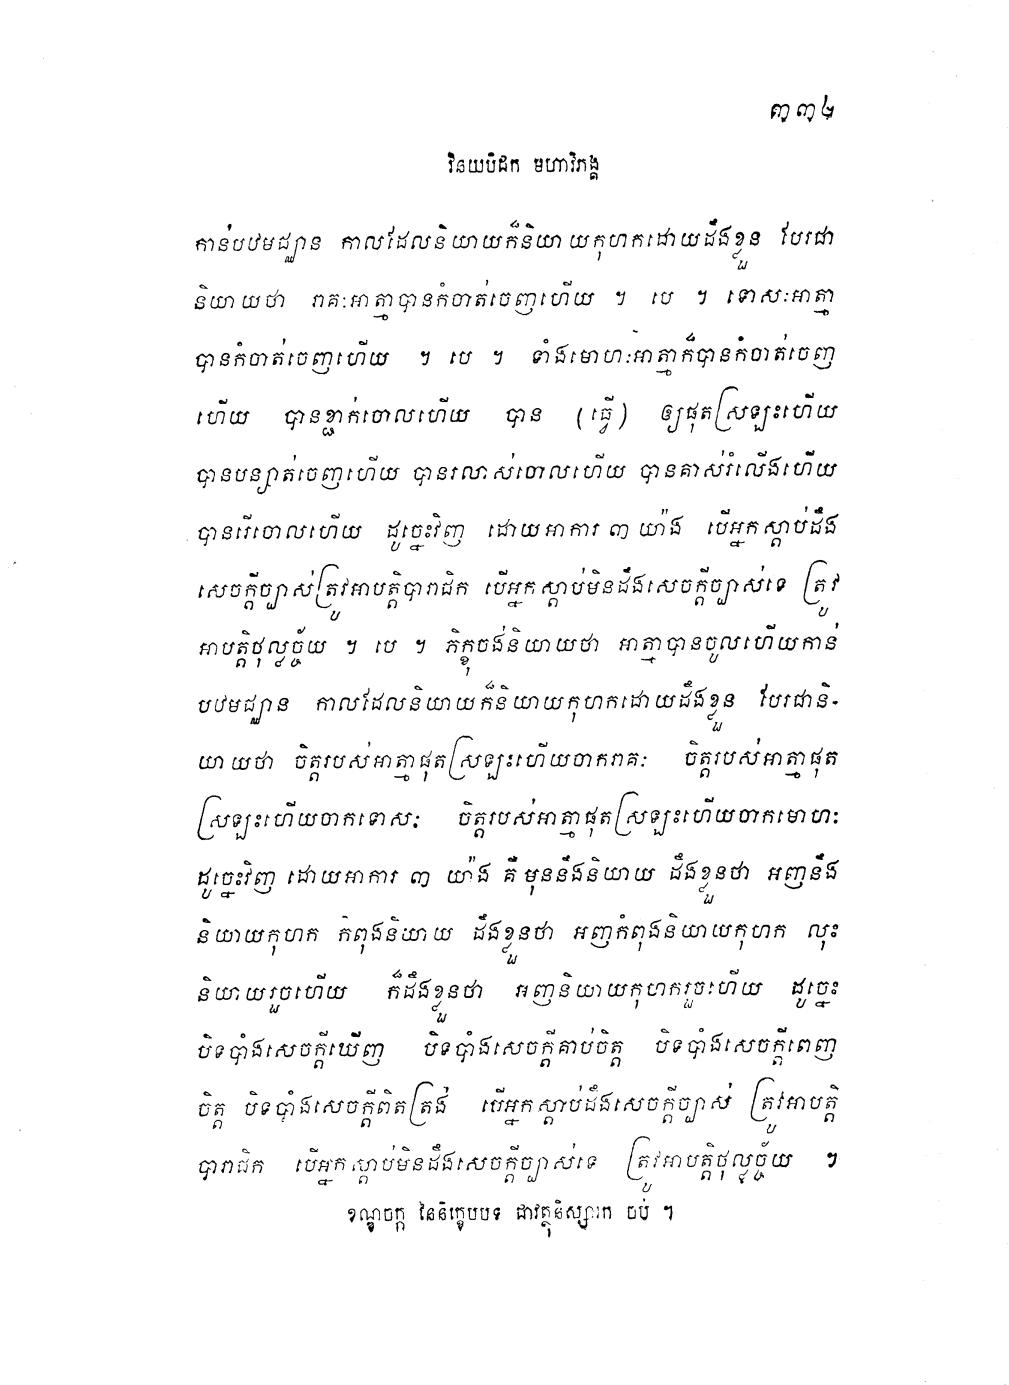 ៣៣៤
វិនយបិដក មហាវិភង្គ
កាន់បឋមជ្ឈាន កាលដែលនិយាយក៏និយាយកុហកដោយដឹងខ្លួន បែរជា
និយាយថា រាគៈអាត្មាបានកំចាត់ចេញហើយ ។ បេ ។ ទោសៈអាត្មា
បានកំចាត់ចេញហើយ ។ បេ ។ ទាំងមោហៈអាត្មាក៏បានកំចាត់ចេញ
ហើយ បានខ្ជាក់ចោលហើយ បាន (ធ្វើ) ឲ្យផុតស្រឡះហើយ
បានបន្សាត់ចេញហើយ បានរលាស់ចោលហើយ បានគាស់រំលើងហើយ
បានរើចោលហើយ ដូច្នេះវិញ ដោយអាការ ៣ យ៉ាង បើអ្នកស្តាប់ដឹង
សេចក្តីច្បាស់ត្រូវអាបត្តិបារាជិក បើអ្នកស្តាប់មិនដឹងសេចក្តីច្បាស់ទេ ត្រូវ
អាបត្តិថុល្លច្ច័យ ។ បេ ។ ភិក្ខុចង់និយាយថា អាត្មាបានចូលហើយកាន់
បឋមជ្ឈាន កាលដែលនិយាយក៏និយាយកុហកដោយដឹងខ្លួន បែរជានិ-
យាយថា ចិត្តរបស់អាត្មាផុតស្រឡះហើយចាករាគៈ ចិត្តរបស់អាត្មាផុត
ស្រឡះហើយចាកទោសៈ ចិត្តរបស់អាត្មាផុតស្រឡះហើយចាកមោហៈ
ដូច្នេះវិញ ដោយអាការ ៣ យ៉ាង គឺ មុននឹងនិយាយ ដឹងខ្លួនថា អញនឹង
និយាយកុហក កំពុងនិយាយ ដឹងខ្លួនថា អញកំពុងនិយាយកុហក លុះ
និយាយរួចហើយ ក៏ដឹងខ្លួនថា អញនិយាយកុហករួចហើយ ដូច្នេះ
បិទបាំងសេចក្តីឃើញ បិទបាំងសេចក្តីគាប់ចិត្ត បិទបាំងសេចក្តីពេញ
ចិត្ត បិទបាំងសេចក្តីពិតត្រង់ បើអ្នកស្តាប់ដឹងសេចក្តីច្បាស់ ត្រូវអាបត្តិ
បារាជិក បើអ្នកស្តាប់មិនដឹងសេចក្តីច្បាស់ទេ ត្រូវអាបត្តិថុល្លច្ច័យ ។
ខណ្ឌចក្ក នៃនិក្ខេបបទ ជាវត្ថុនិស្សារក ចប់ ។